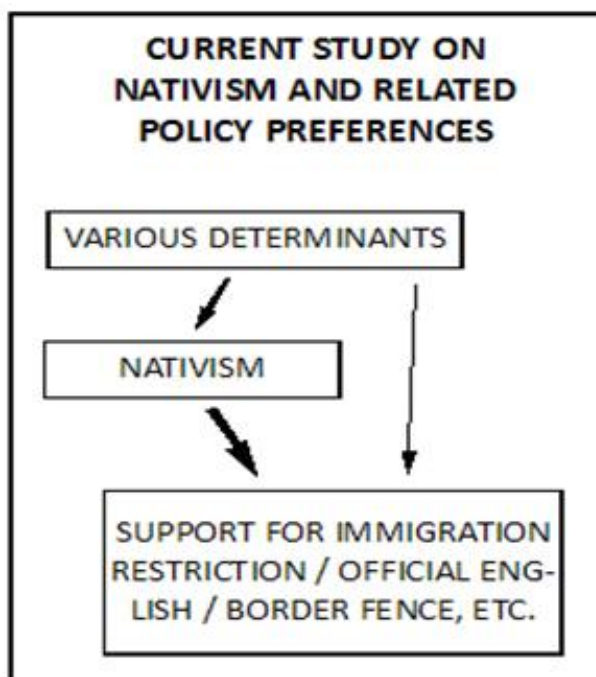 CURRENT STUDY ON
NATIVISM AND RELATED
POLICY PREFERENCES
VARIOUS DETERMINANTS
NATIVISM
SUPPORT FOR IMMIGRATION
RESTRICTION / OFFICIAL ENG-
LISH / BORDER FENCE, ETC.